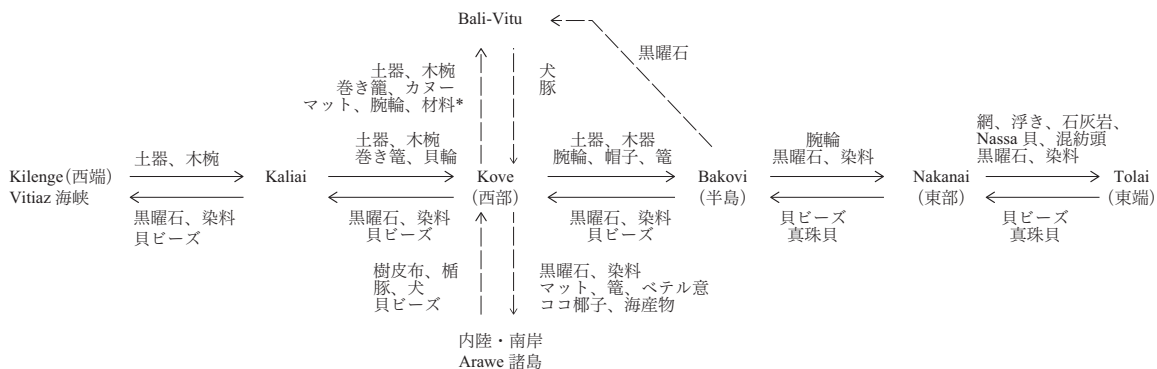 Bali-Vitu
黒曜石
土器、木椀
巻き籠、カヌー
マット、腕輪、材料*
犬
豚
土器、木椀
土器、木椀
巻き篭、貝輪
土器、木器
腕輪、帽子、篭
腕輪
黒曜石、染料
網、浮き、石灰岩、
Nassa 貝、混紡頭
黒曜石、染料
Kilenge(西端)
Vitiaz 海峡
Kaliai
Kove
(西部)
Bakovi
(半島)
Nakanai
(東部)
Tolai
(東端)
黒曜石、染料
貝ビーズ
黒曜石、染料
貝ビーズ
黒曜石、染料
貝ビーズ
貝ビーズ
真珠貝
貝ビーズ
真珠貝
樹皮布、楯
豚、犬
貝ビーズ
黒曜石、染料
マット、篭、ベテル意
ココ椰子、海産物
内陸・南岸
Arawe 諸島